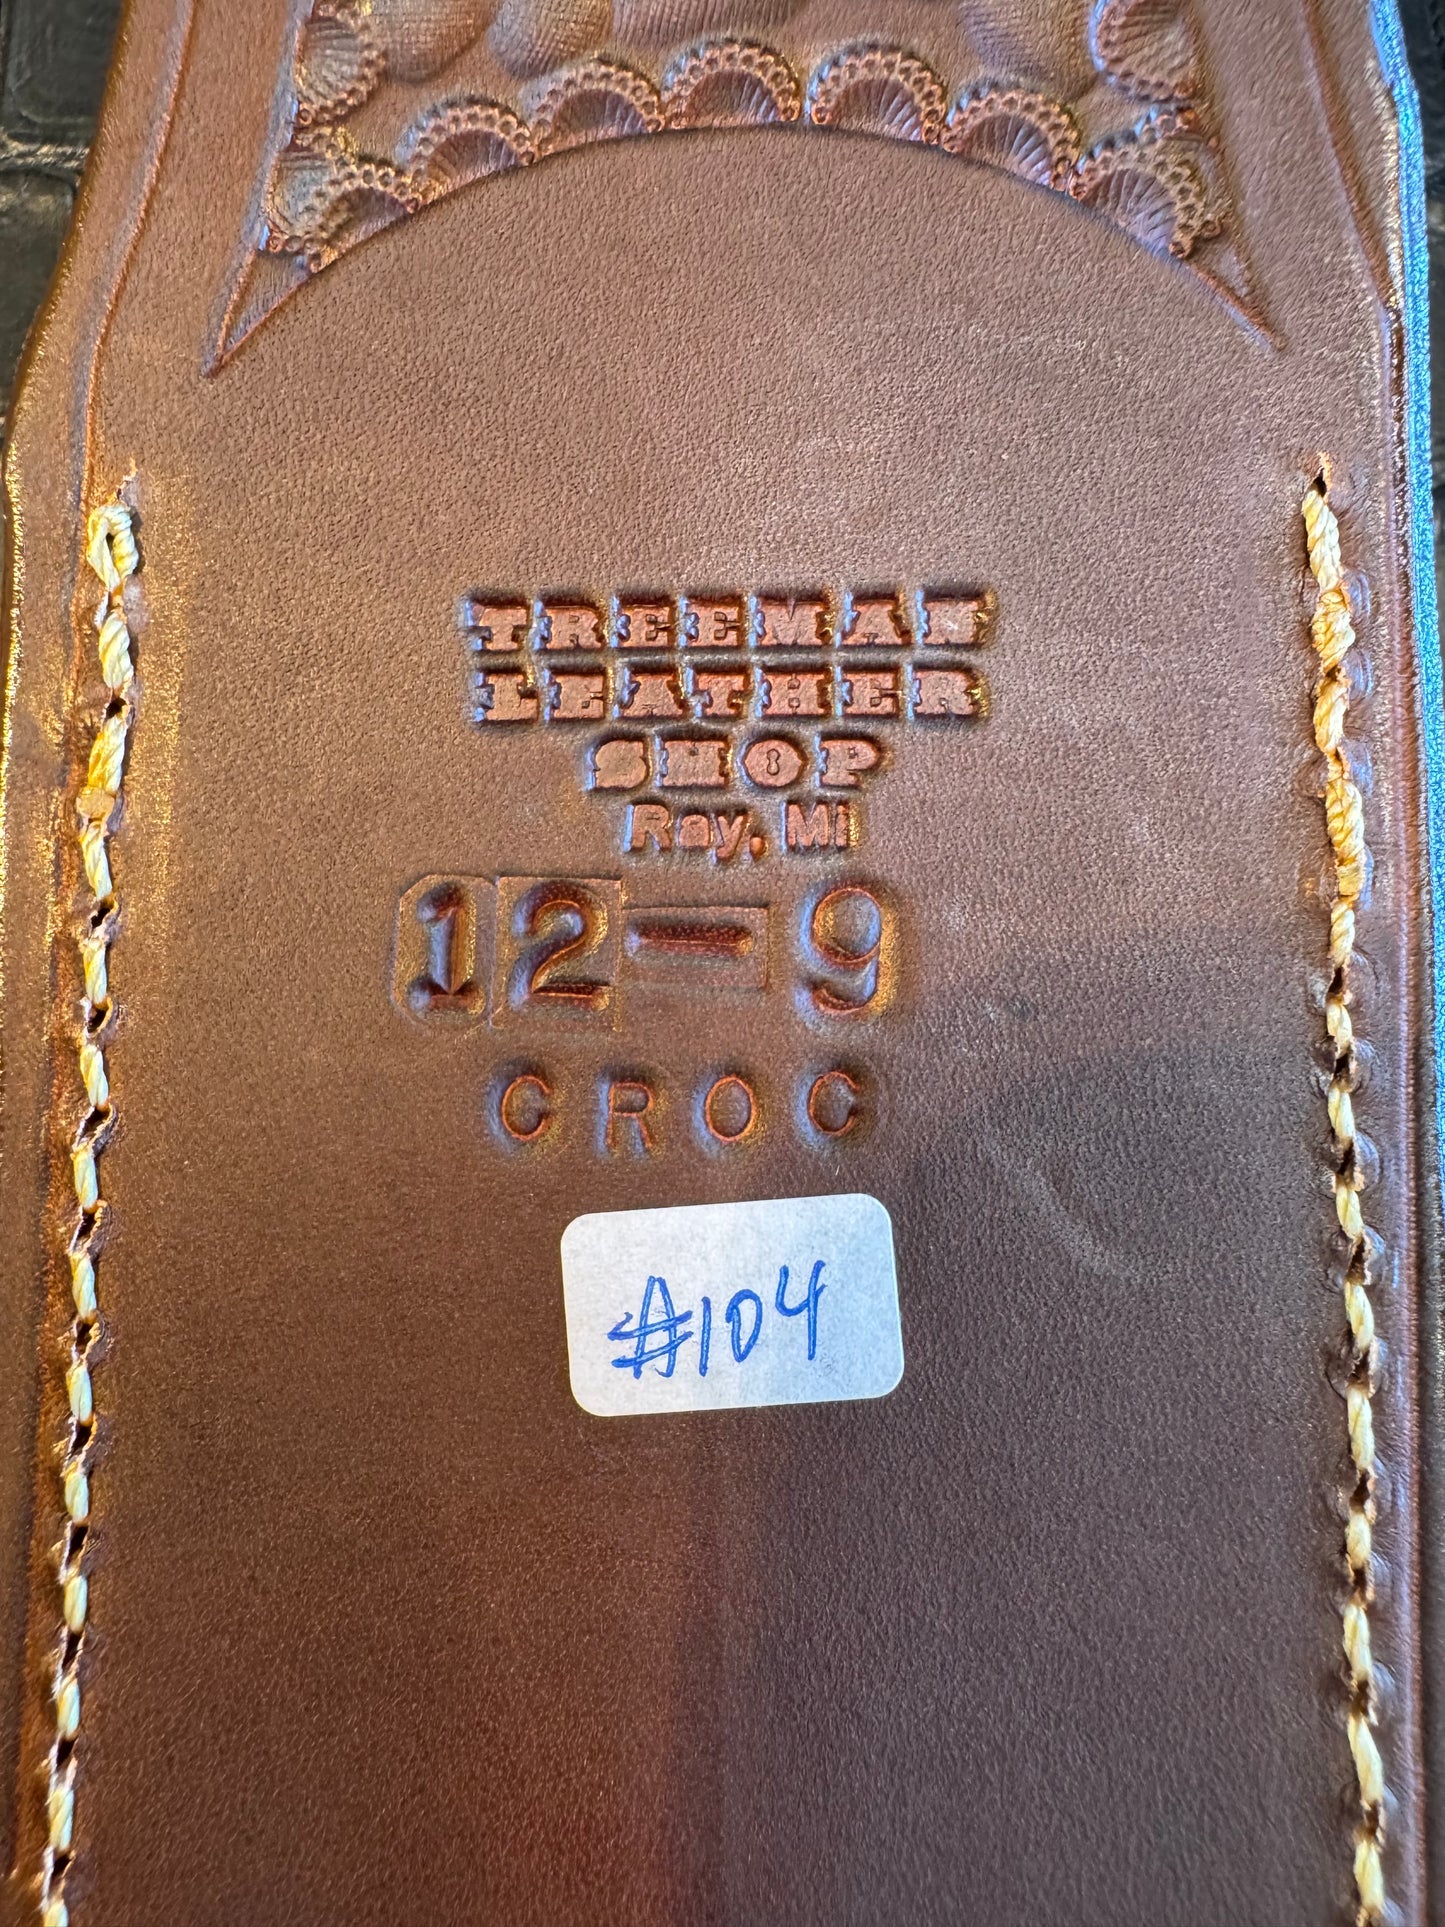 TREEMAN
LEATHER
SHOP
Ray, Mi
12-9
CROC
#104